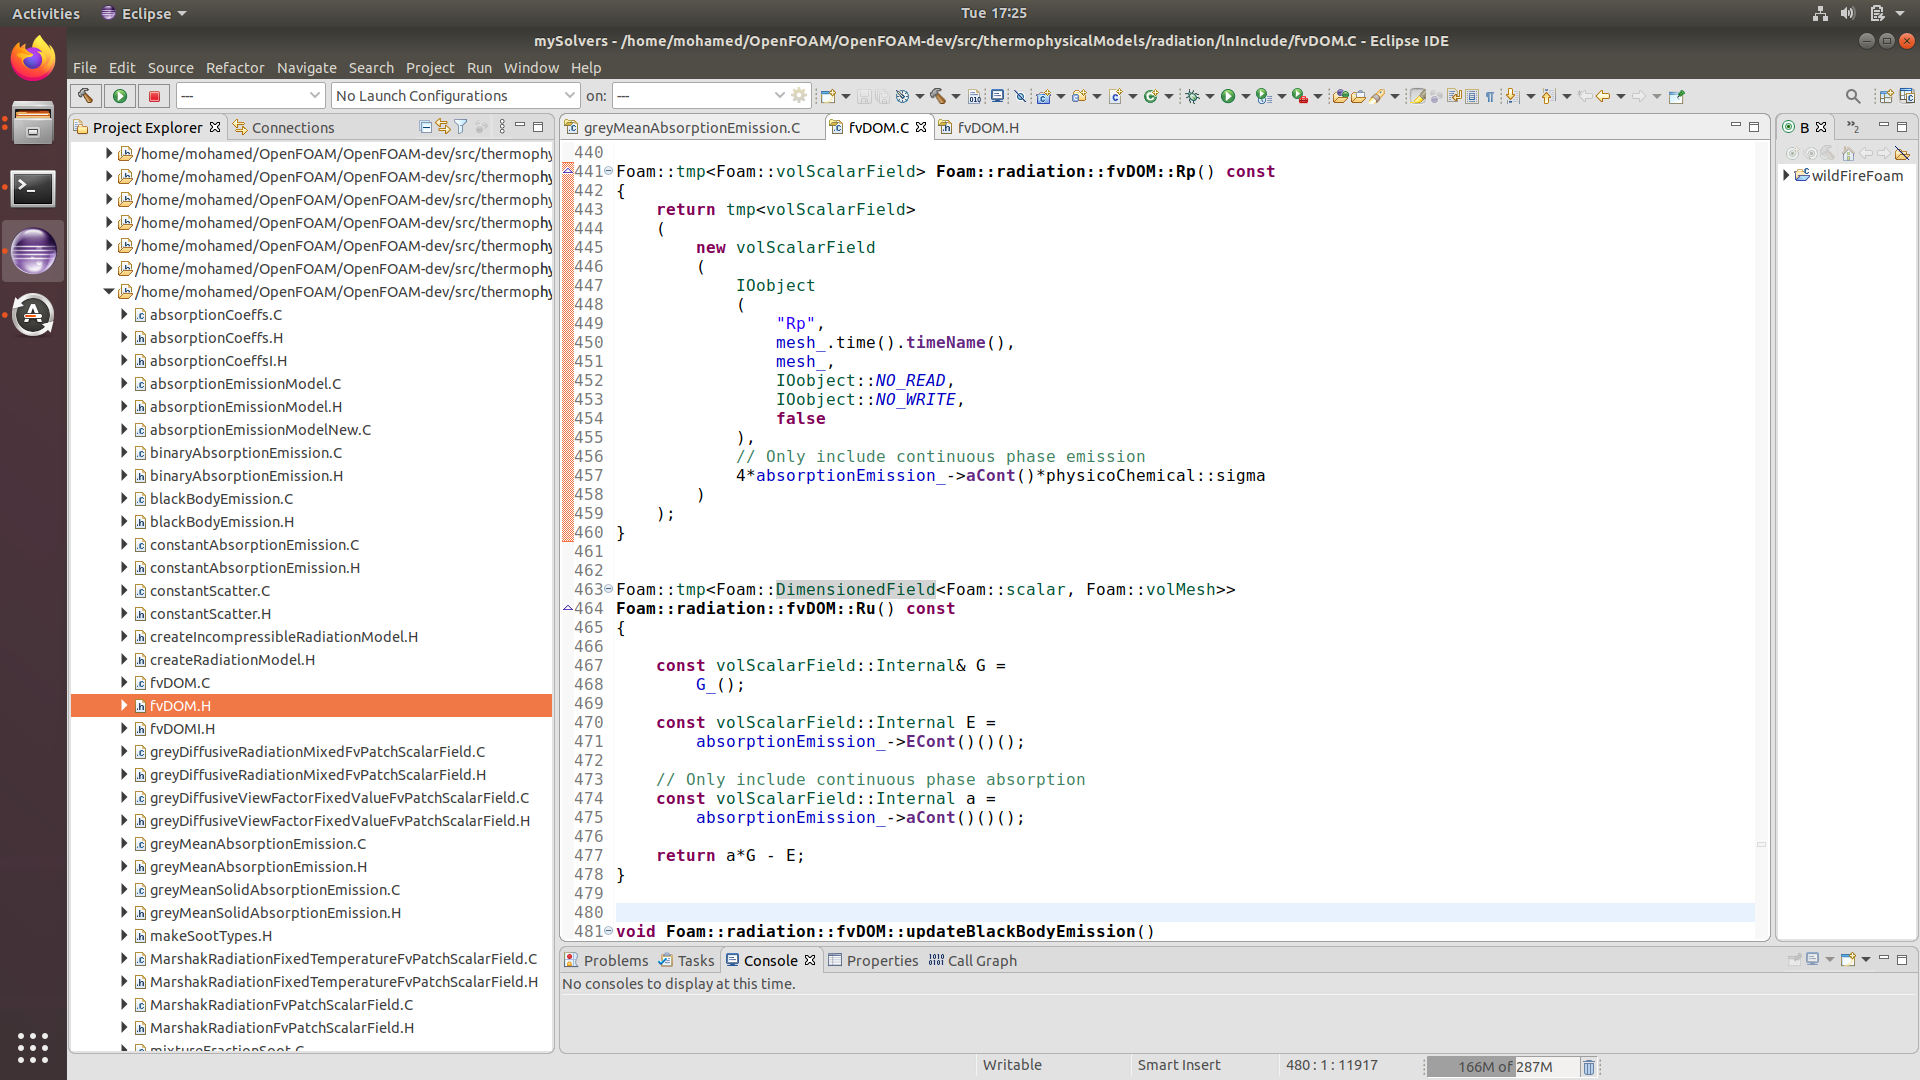 Activities
Eclipse
Tue 17:25
mySolvers - /home/mohamed/OpenFOAM/OpenFOAM-dev/src/thermophysicalModels/radiation/lnInclude/fvDOM.C - Eclipse IDE
File Edit Source Refactor Navigate Search Project Run Window Help
---
No Launch Configurations
on:
---
Project Explorer
Connections
/home/mohamed/OpenFOAM/OpenFOAM-dev/src/thermophy
/home/mohamed/OpenFOAM/OpenFOAM-dev/src/thermophy
/home/mohamed/OpenFOAM/OpenFOAM-dev/src/thermophy
/home/mohamed/OpenFOAM/OpenFOAM-dev/src/thermophy
/home/mohamed/OpenFOAM/OpenFOAM-dev/src/thermophy
/home/mohamed/OpenFOAM/OpenFOAM-dev/src/thermophy
/home/mohamed/OpenFOAM/OpenFOAM-dev/src/thermophy
absorptionCoeffs.C
absorptionCoeffs.H
absorptionCoeffsI.H
absorptionEmissionModel.C
absorptionEmissionModel.H
absorptionEmissionModelNew.C
binaryAbsorptionEmission.C
binaryAbsorptionEmission.H
blackBodyEmission.C
blackBodyEmission.H
constantAbsorptionEmission.C
constantAbsorptionEmission.H
constantScatter.C
constantScatter.H
createIncompressibleRadiationModel.H
createRadiationModel.H
fvDOM.C
fvDOM.H
fvDOMI.H
greyDiffusiveRadiationMixedFvPatchScalarField.C
greyDiffusiveRadiationMixedFvPatchScalarField.H
greyDiffusiveViewFactorFixedValueFvPatchScalarField.C
greyDiffusiveViewFactorFixedValueFvPatchScalarField.H
greyMeanAbsorptionEmission.C
greyMeanAbsorptionEmission.H
greyMeanSolidAbsorptionEmission.C
greyMeanSolidAbsorptionEmission.H
makeSootTypes.H
MarshakRadiationFixedTemperatureFvPatchScalarField.C
MarshakRadiationFixedTemperatureFvPatchScalarField.H
MarshakRadiationFvPatchScalarField.C
MarshakRadiationFvPatchScalarField.H
mixtureFractionSoot.C
greyMeanAbsorptionEmission.C
fvDOM.C
fvDOM.H
440
441 Foam::tmp<Foam::volScalarField> Foam::radiation::fvDOM::Rp() const
442 {
443     return tmp<volScalarField>
444     (
445         new volScalarField
446         (
447             IOobject
448             (
449                 "Rp",
450                 mesh_.time().timeName(),
451                 mesh_,
452                 IOobject::NO_READ,
453                 IOobject::NO_WRITE,
454                 false
455             ),
456             // Only include continuous phase emission
457             4*absorptionEmission_->aCont()*physicoChemical::sigma
458         )
459     );
460 }
461
462
463 Foam::tmp<Foam::DimensionedField<Foam::scalar, Foam::volMesh>>
464 Foam::radiation::fvDOM::Ru() const
465 {
466
467     const volScalarField::Internal& G =
468         G_();
469
470     const volScalarField::Internal E =
471         absorptionEmission_->ECont()()();
472
473     // Only include continuous phase absorption
474     const volScalarField::Internal a =
475         absorptionEmission_->aCont()()();
476
477     return a*G - E;
478 }
479
480
481 void Foam::radiation::fvDOM::updateBlackBodyEmission()
B
»2
wildFireFoam
Problems
Tasks
Console
Properties
Call Graph
No consoles to display at this time.
Writable
Smart Insert
480 : 1 : 11917
166M of 287M